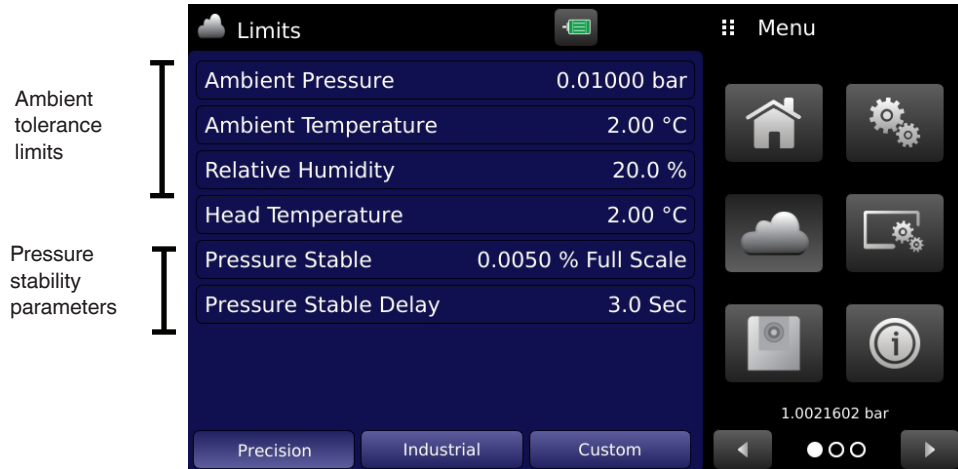 Limits
Menu
Ambient
tolerance
limits
Ambient Pressure 0.01000 bar
Ambient Temperature 2.00 °C
Relative Humidity 20.0 %
Head Temperature 2.00 °C
Pressure
stability
parameters
Pressure Stable 0.0050 % Full Scale
Pressure Stable Delay 3.0 Sec
1.0021602 bar
Precision Industrial Custom